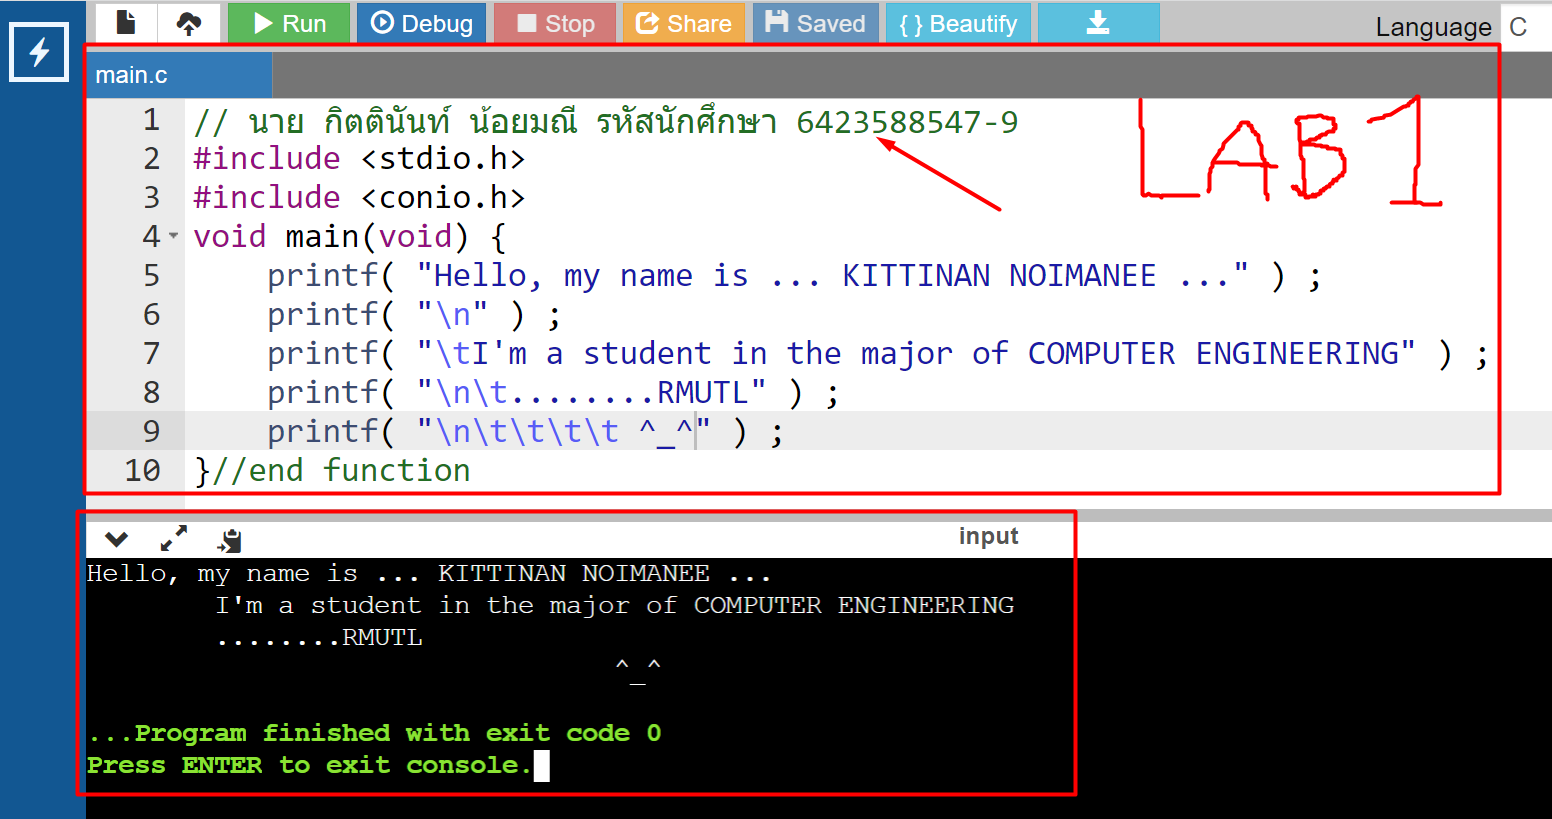 Run Debug Stop Share Saved { } Beautify Language C
main.c
LAB 1
1 // นาย กิตตินันท์ น้อยมณี รหัสนักศึกษา 6423588547-9
2 #include <stdio.h>
3 #include <conio.h>
4 void main(void) {
5 printf( "Hello, my name is ... KITTINAN NOIMANEE ..." ) ;
6 printf( "\n" ) ;
7 printf( "\tI'm a student in the major of COMPUTER ENGINEERING" ) ;
8 printf( "\n\t........RMUTL" ) ;
9 printf( "\n\t\t\t\t ^_^" ) ;
10 }//end function
input
Hello, my name is ... KITTINAN NOIMANEE ...
I'm a student in the major of COMPUTER ENGINEERING
........RMUTL
^_^
...Program finished with exit code 0
Press ENTER to exit console.